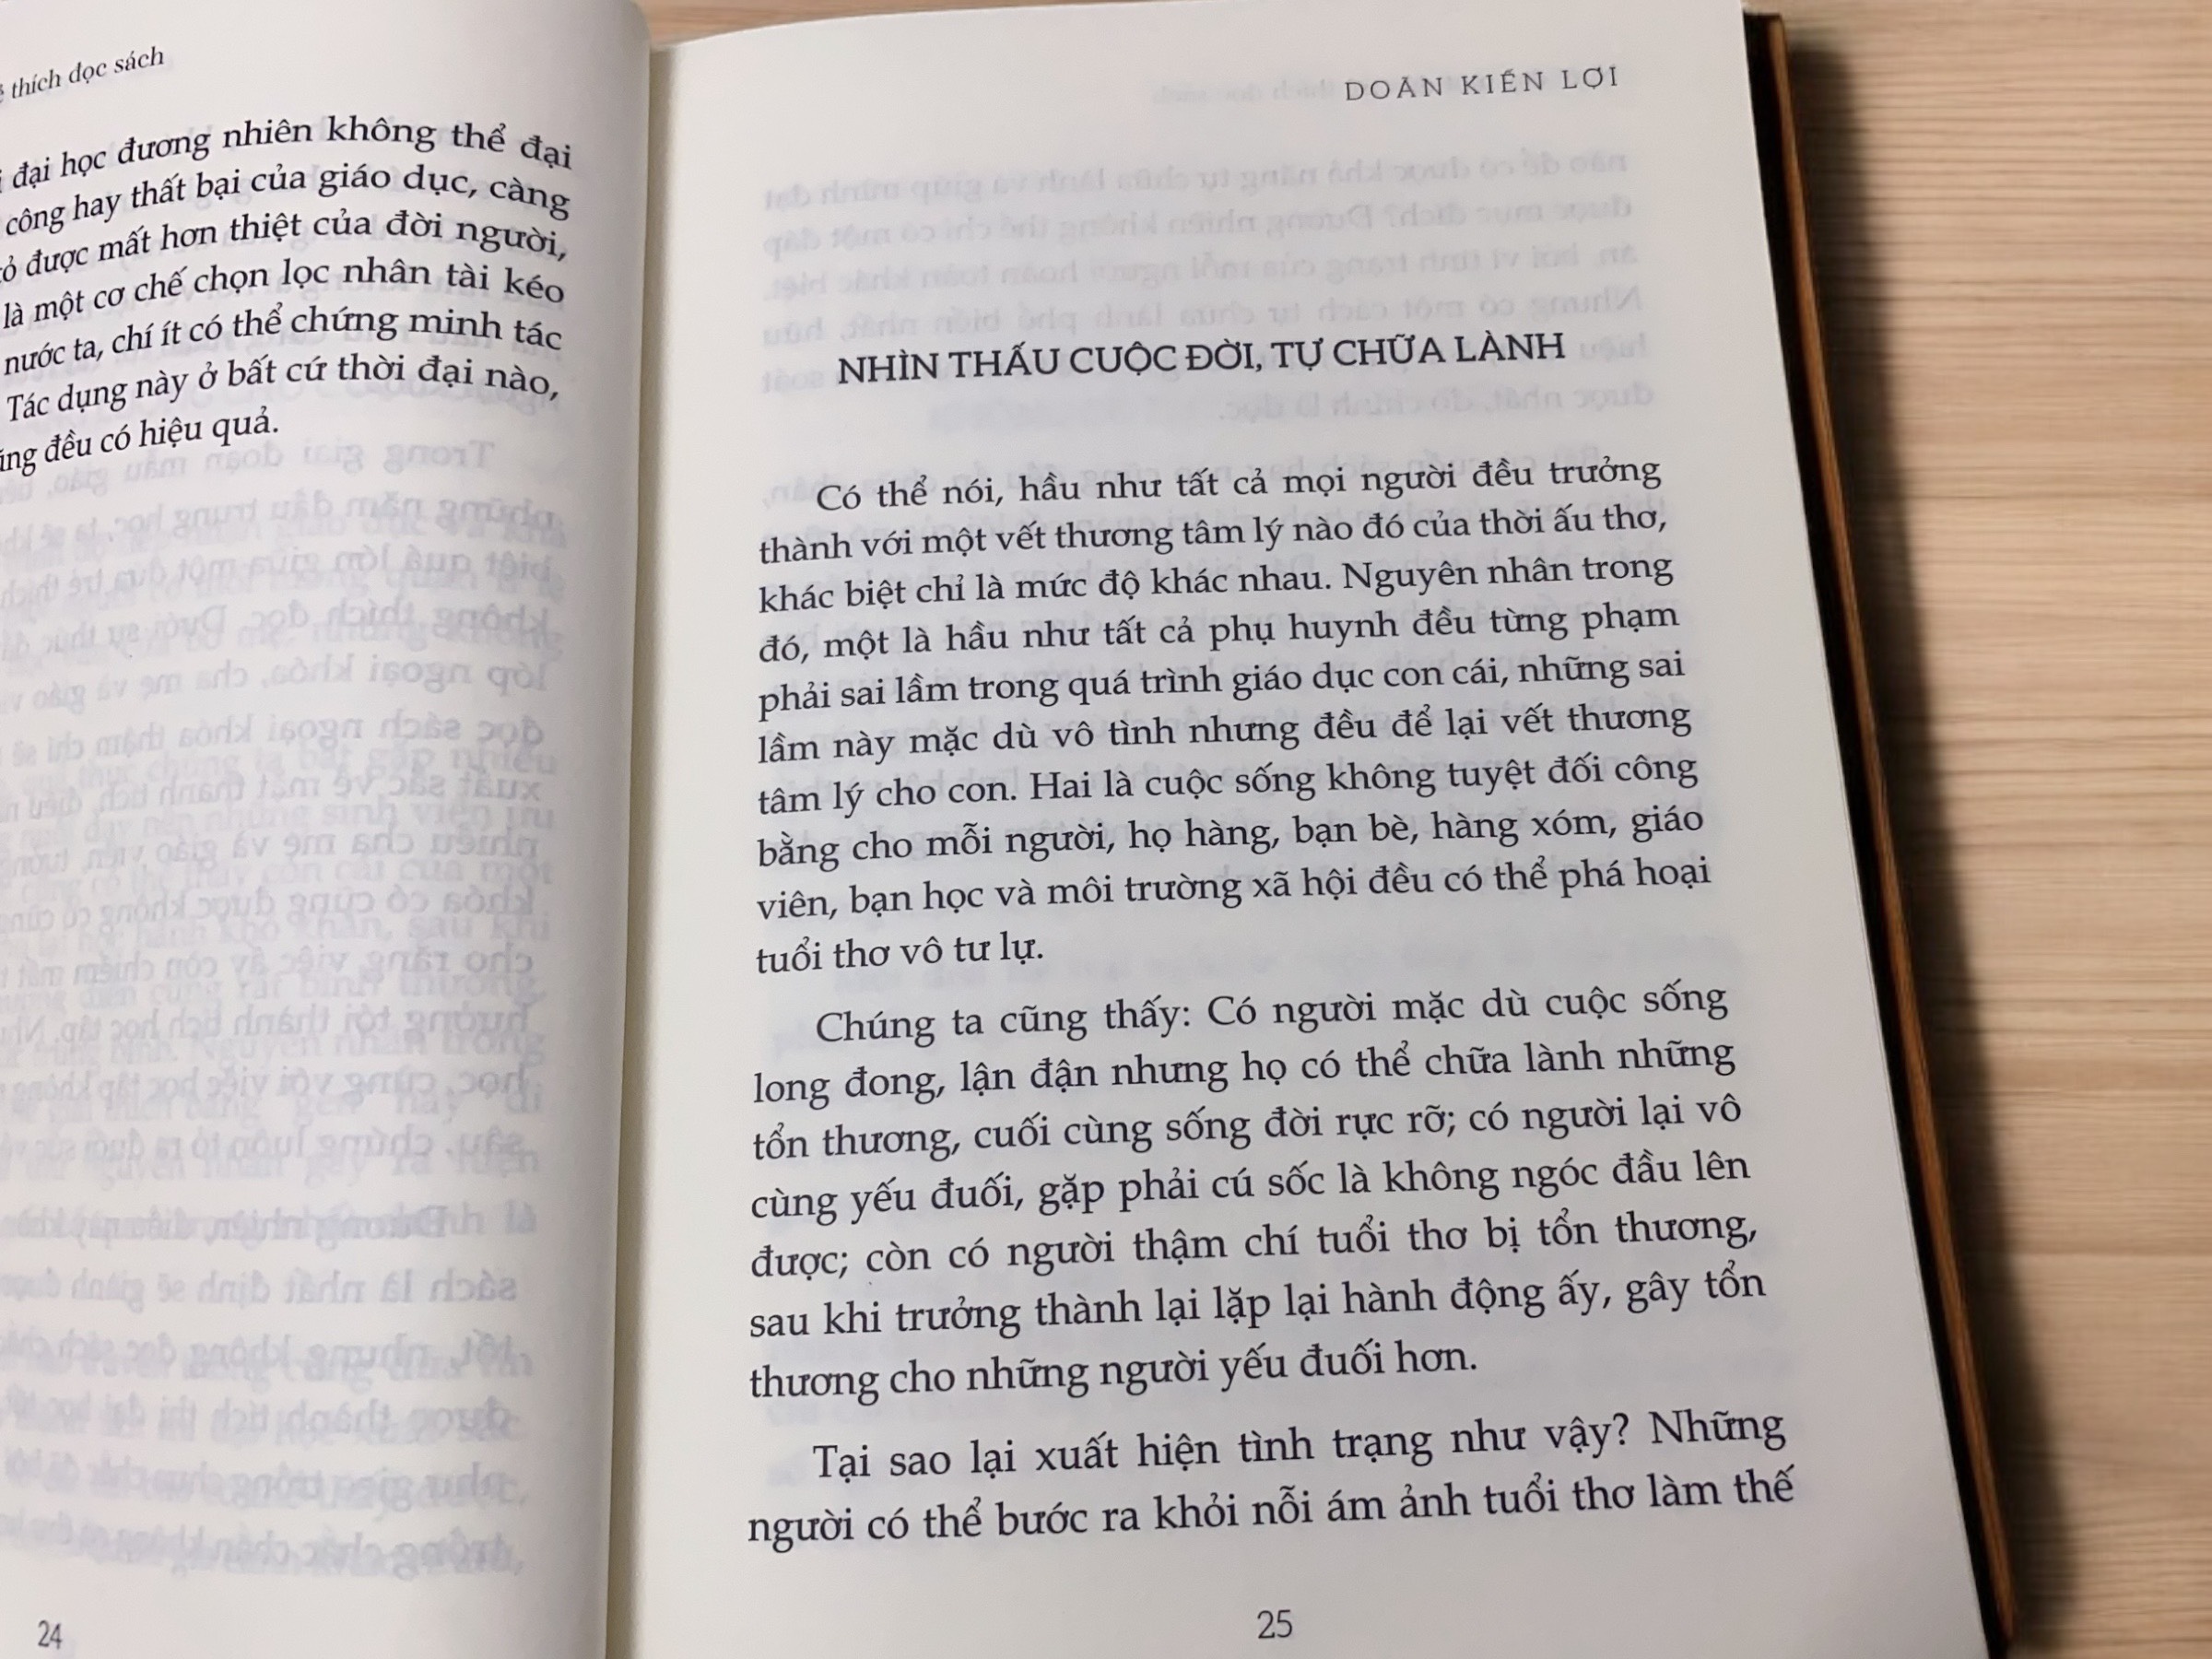 thích đọc sách
đại học đương nhiên không thể đại
công hay thất bại của giáo dục, càng
được mất hơn thiệt của đời người,
là một cơ chế chọn lọc nhân tài kéo
nước ta, chí ít có thể chứng minh tác
Tác dụng này ở bất cứ thời đại nào,
đều có hiệu quả.
24
DOÃN KIẾN LỢI
NHÌN THẤU CUỘC ĐỜI, TỰ CHỮA LÀNH
Có thể nói, hầu như tất cả mọi người đều trưởng
thành với một vết thương tâm lý nào đó của thời ấu thơ,
khác biệt chỉ là mức độ khác nhau. Nguyên nhân trong
đó, một là hầu như tất cả phụ huynh đều từng phạm
phải sai lầm trong quá trình giáo dục con cái, những sai
lầm này mặc dù vô tình nhưng đều để lại vết thương
tâm lý cho con. Hai là cuộc sống không tuyệt đối công
bằng cho mỗi người, họ hàng, bạn bè, hàng xóm, giáo
viên, bạn học và môi trường xã hội đều có thể phá hoại
tuổi thơ vô tư lự.
Chúng ta cũng thấy: Có người mặc dù cuộc sống
long đong, lận đận nhưng họ có thể chữa lành những
tổn thương, cuối cùng sống đời rực rỡ; có người lại vô
cùng yếu đuối, gặp phải cú sốc là không ngóc đầu lên
được; còn có người thậm chí tuổi thơ bị tổn thương,
sau khi trưởng thành lại lặp lại hành động ấy, gây tổn
thương cho những người yếu đuối hơn.
Tại sao lại xuất hiện tình trạng như vậy? Những
người có thể bước ra khỏi nỗi ám ảnh tuổi thơ làm thế
25